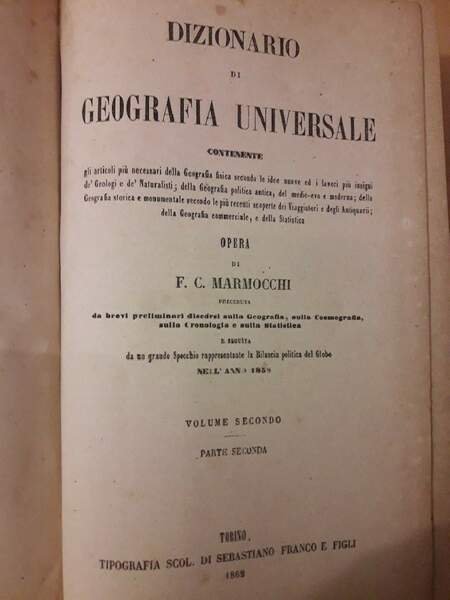 DIZIONARIO
DI
GEOGRAFIA UNIVERSALE
CONTENENTE
gli articoli più necessari della Geografia fisica secondo le idee nuove ed i lavori più insigni
de' Geologi e de' Naturalisti; della Geografia politica antica, del medio-evo e moderna; della
Geografia storica e monumentale secondo le più recenti scoperte dei Viaggiatori e degli Antiquarii;
della Geografia commerciale, e della Statistica
OPERA
DI
F. C. MARMOCCHI
PRECEDUTA
da brevi preliminari discorsi sulla Geografia, sulla Cosmografia,
sulla Cronologia e sulla Statistica
E SEGUITA
da un grande Specchio rappresentante la Bilancia politica del Globo
NELL'ANNO 1858
VOLUME SECONDO
PARTE SECONDA
TORINO,
TIPOGRAFIA SCOL. DI SEBASTIANO FRANCO E FIGLI
1862